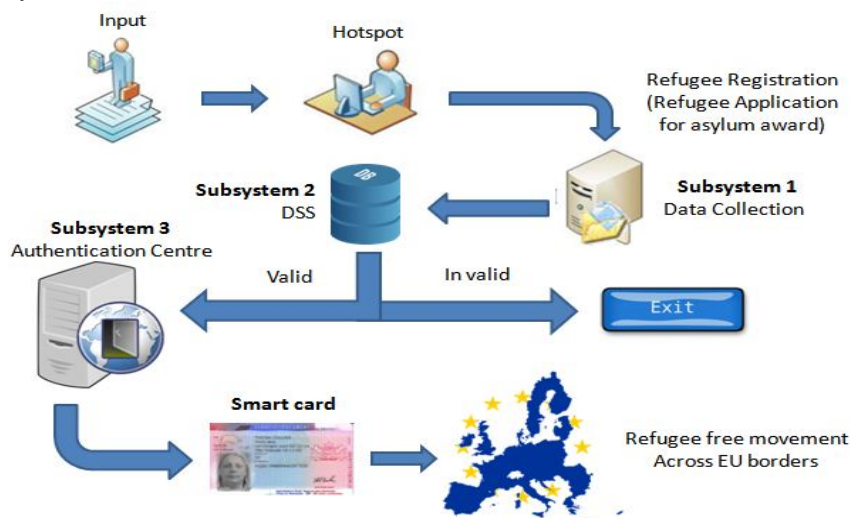 Input
Hotspot
Refugee Registration
(Refugee Application
for asylum award)
DB
Subsystem 2
DSS
Subsystem 1
Data Collection
Subsystem 3
Authentication Centre
Valid
In valid
Exit
Smart card
Refugee free movement
Across EU borders